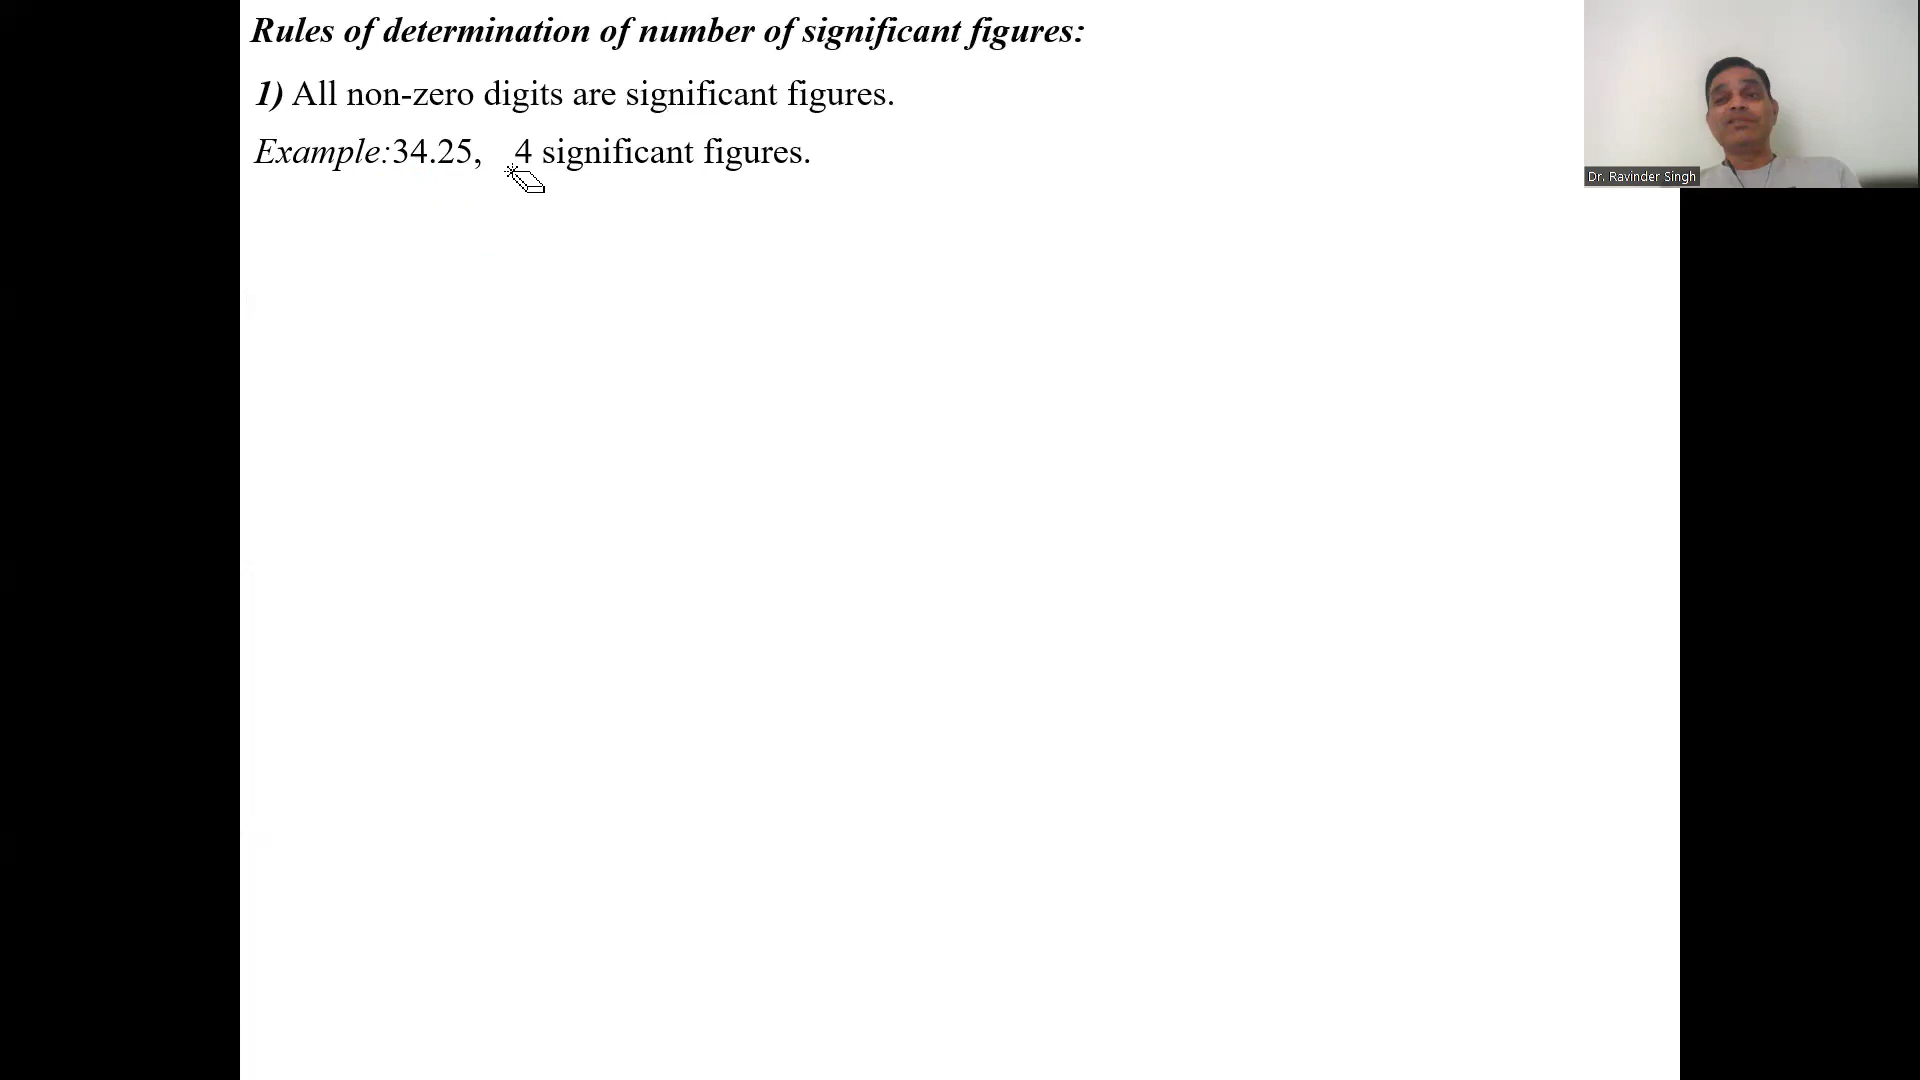 Rules of determination of number of significant figures:
1) All non-zero digits are significant figures.
Example:34.25, 4 significant figures.
Dr. Ravinder Singh